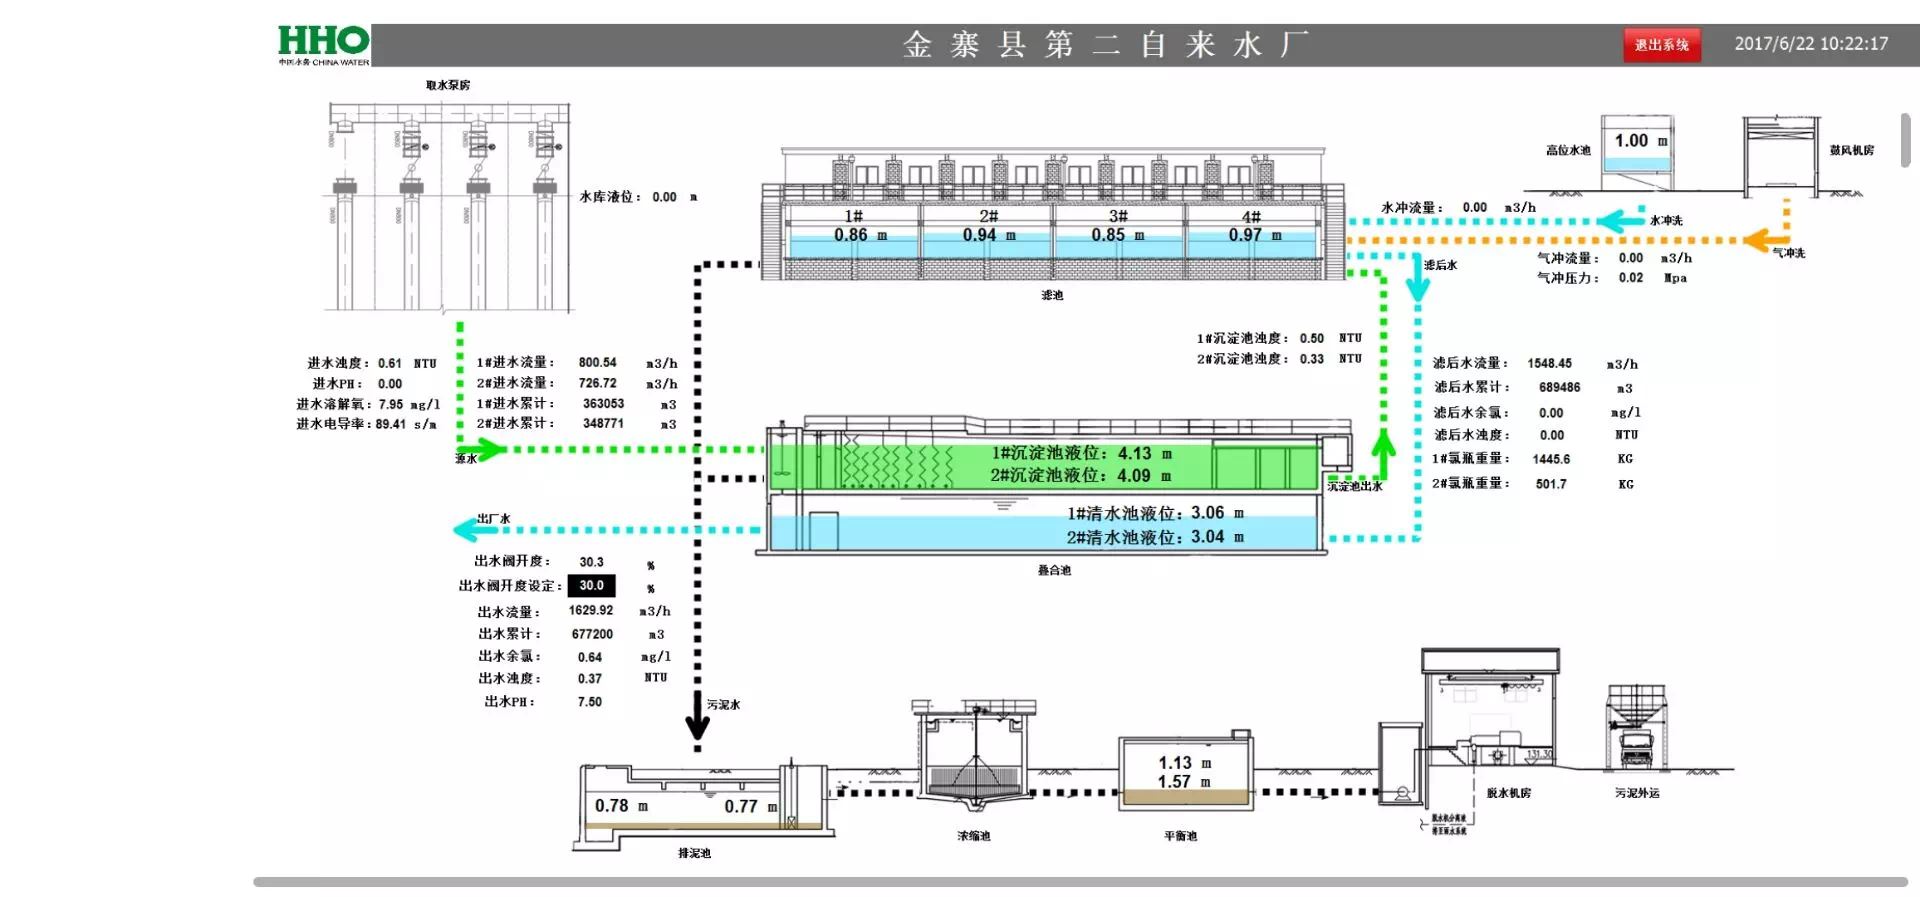 HHO
中国水务 CHINA WATER
金寨县第二自来水厂
退出系统
2017/6/22 10:22:17
取水泵房
水库液位： 0.00 m
1# 2# 3# 4#
0.86 m 0.94 m 0.85 m 0.97 m
滤池
高位水池 1.00 m
鼓风机房
水冲流量： 0.00 m3/h
水冲洗
气冲洗
气冲流量： 0.00 m3/h
气冲压力： 0.02 Mpa
滤后水
进水浊度：0.61 NTU
进水PH： 0.00
进水溶解氧：7.95 mg/l
进水电导率：89.41 s/m
1#进水流量： 800.54 m3/h
2#进水流量： 726.72 m3/h
1#进水累计： 363053 m3
2#进水累计： 348771 m3
源水
1#沉淀池浊度： 0.50 NTU
2#沉淀池浊度： 0.33 NTU
滤后水流量： 1548.45 m3/h
滤后水累计： 689486 m3
滤后水余氯： 0.00 mg/l
滤后水浊度： 0.00 NTU
1#氯瓶重量： 1445.6 KG
2#氯瓶重量： 501.7 KG
1#沉淀池液位：4.13 m
2#沉淀池液位：4.09 m
沉淀池出水
1#清水池液位：3.06 m
2#清水池液位：3.04 m
叠合池
出厂水
出水阀开度： 30.3 %
出水阀开度设定： 30.0 %
出水流量： 1629.92 m3/h
出水累计： 677200 m3
出水余氯： 0.64 mg/l
出水浊度： 0.37 NTU
出水PH： 7.50
污泥水
0.78 m 0.77 m
排泥池
浓缩池
1.13 m
1.57 m
平衡池
131.30
脱水机房
污泥外运